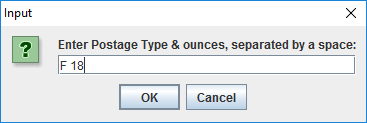 Input
Enter Postage Type & ounces, separated by a space:
F 18
OK Cancel